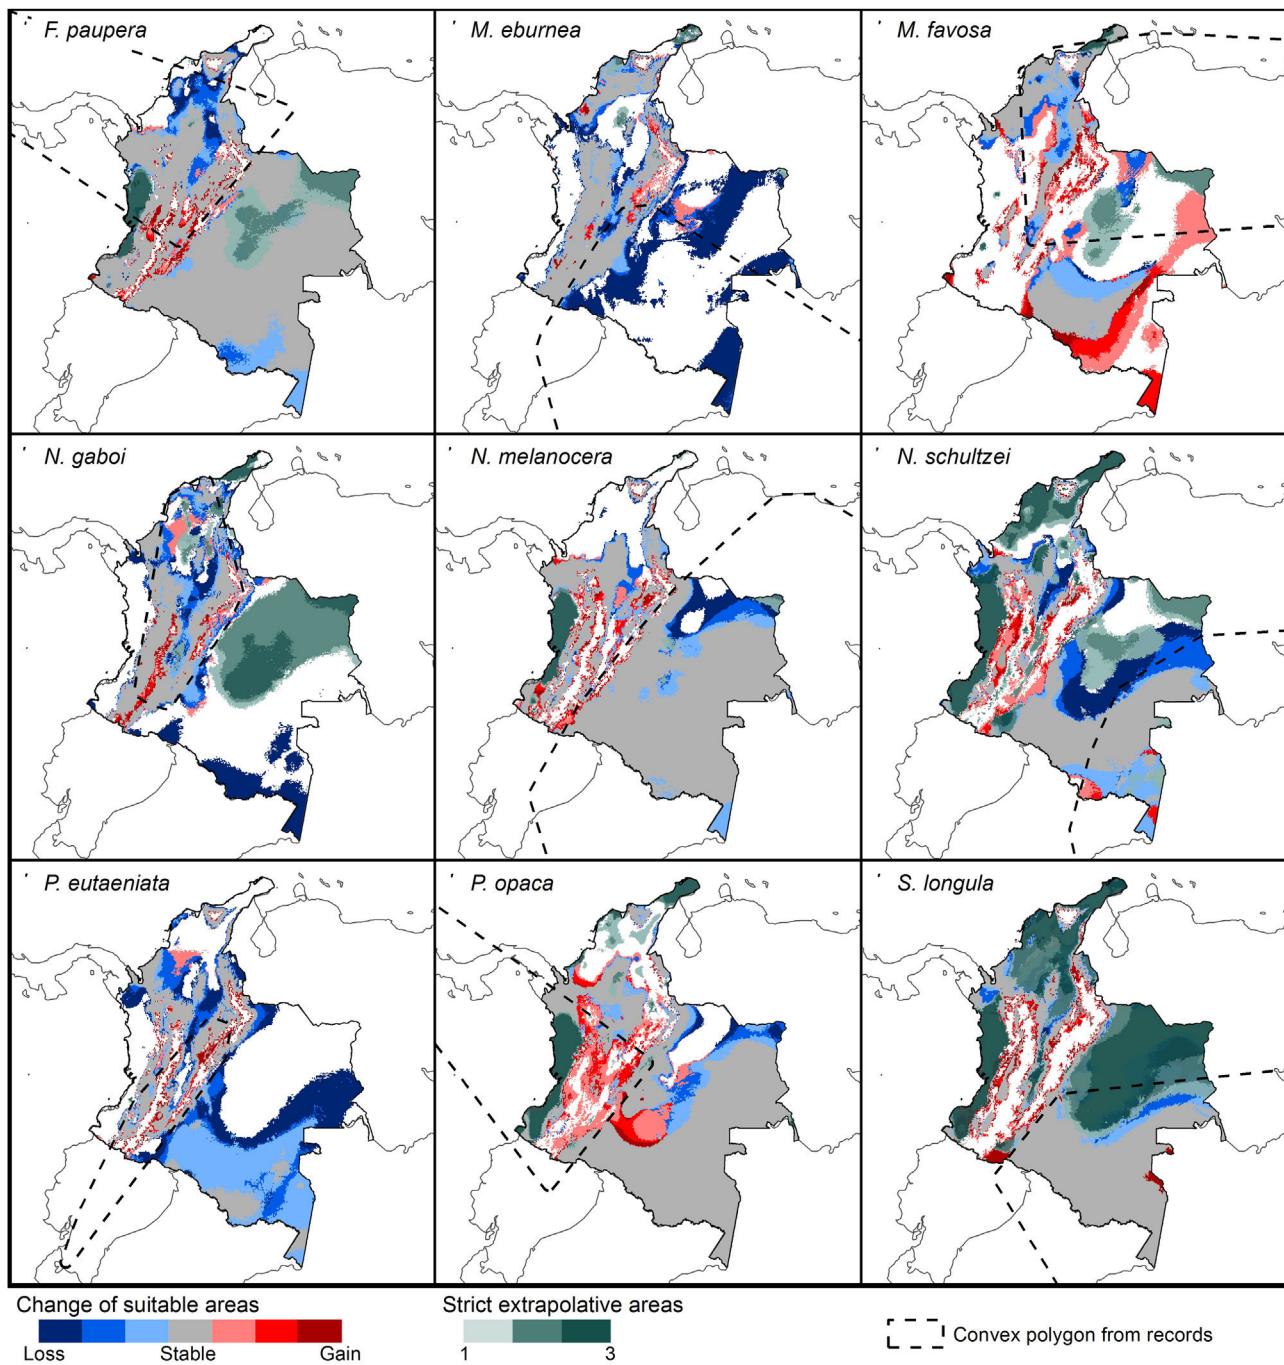 F. paupera
M. eburnea
M. favosa
N. gaboi
N. melanocera
N. schultzei
P. eutaeniata
P. opaca
S. longula
Change of suitable areas
Loss Stable Gain
Strict extrapolative areas
1 3
Convex polygon from records